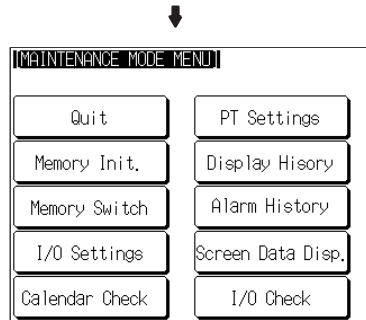 [MAINTENANCE MODE MENU]
Quit
PT Settings
Memory Init.
Display Hisory
Memory Switch
Alarm History
I/O Settings
Screen Data Disp.
Calendar Check
I/O Check